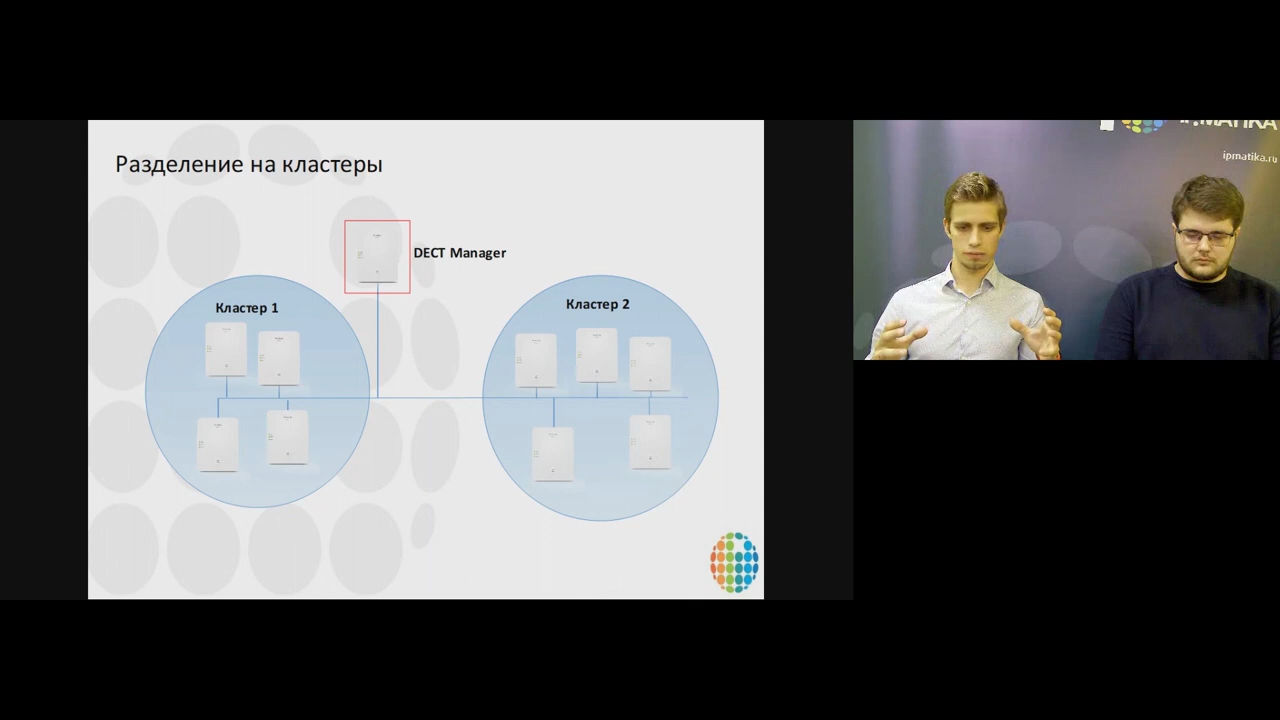 Разделение на кластеры
DECT Manager
Кластер 1
Кластер 2
ipmatika.ru